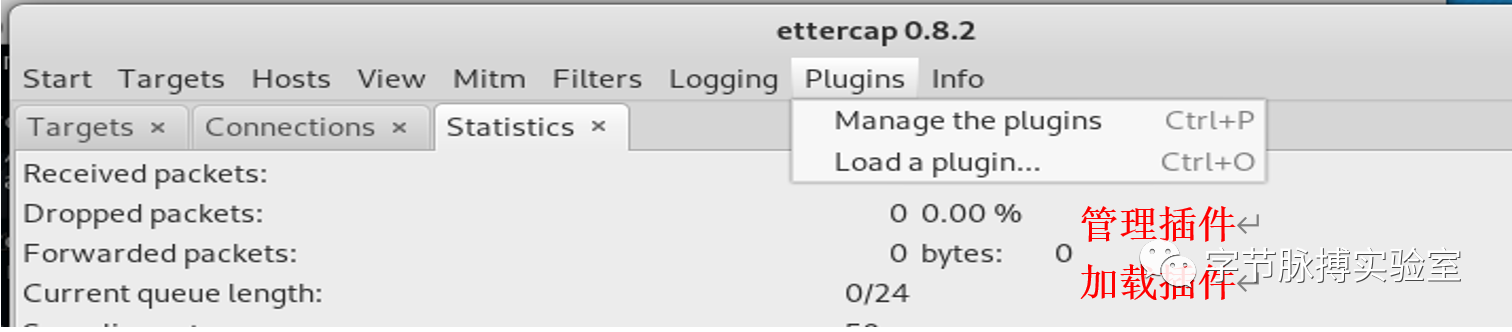 ettercap 0.8.2
Start Targets Hosts View Mitm Filters Logging Plugins Info
Targets × Connections × Statistics ×
Manage the plugins Ctrl+P
Load a plugin... Ctrl+O
Received packets:
Dropped packets: 0 0.00 %
管理插件↵
Forwarded packets: 0 bytes: 0
字节脉搏实验室
加载插件↵
Current queue length: 0/24